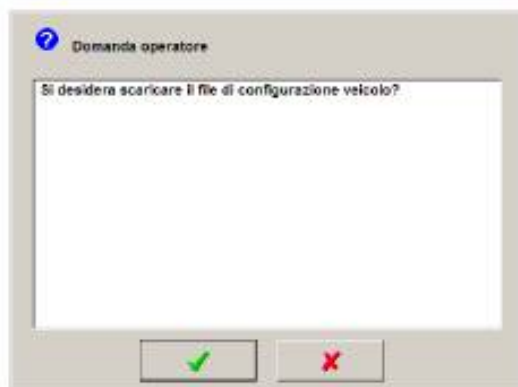 Domanda operatore
Si desidera scaricare il file di configurazione veicolo?